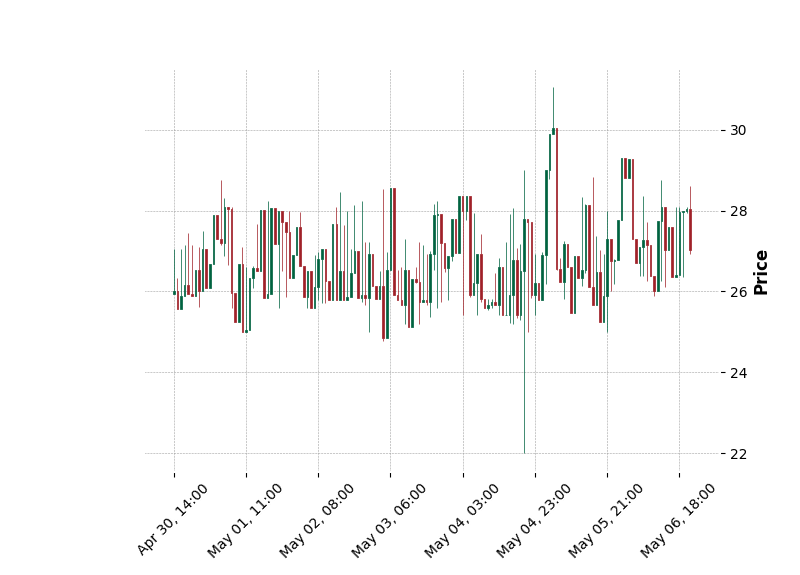 30
28
26
24
22
Price
Apr 30, 14:00
May 01, 11:00
May 02, 08:00
May 03, 06:00
May 04, 03:00
May 04, 23:00
May 05, 21:00
May 06, 18:00